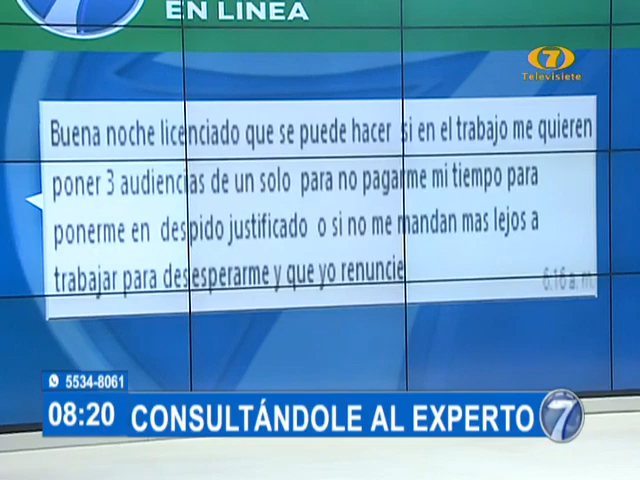 EN LINEA
7
Televisiete
Buena noche licenciado que se puede hacer si en el trabajo me quieren
poner 3 audiencias de un solo para no pagarme mi tiempo para
ponerme en despido justificado o si no me mandan mas lejos a
trabajar para desesperarme y que yo renuncie
6:16 a. m.
5534-8061
08:20 CONSULTÁNDOLE AL EXPERTO 7